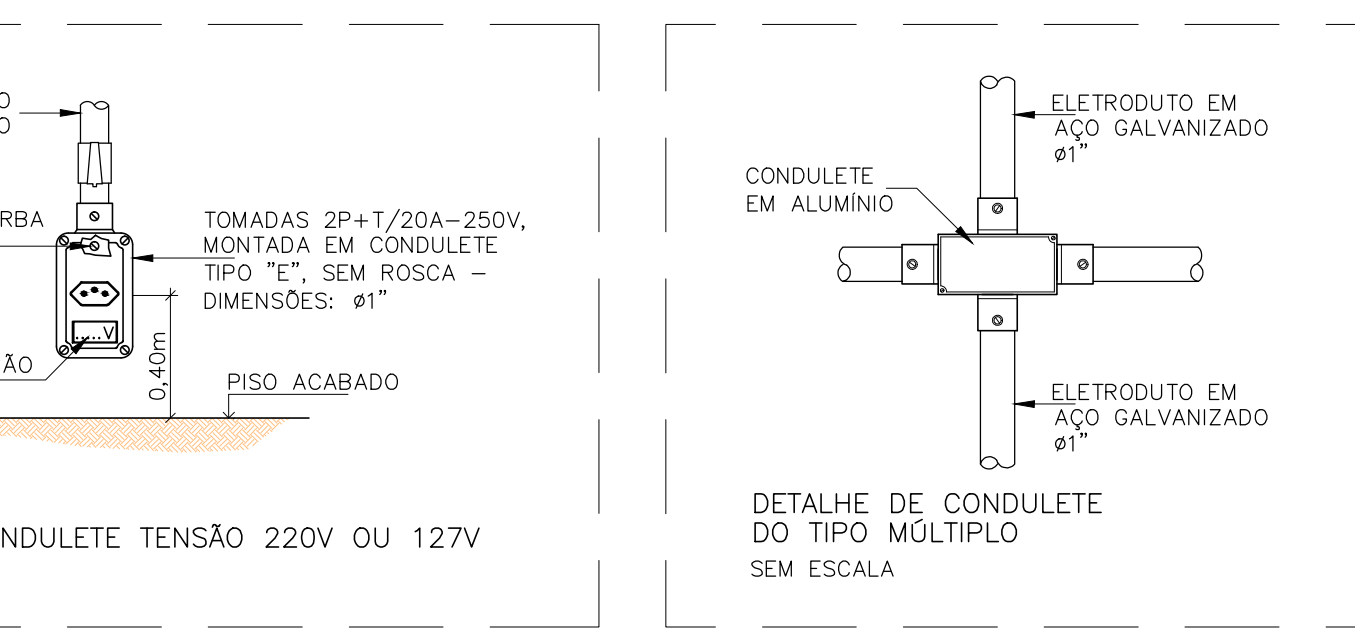 O
O
RBA
TOMADAS 2P+T/20A-250V,
MONTADA EM CONDULETE
TIPO "E", SEM ROSCA -
DIMENSÕES: ø1"
.....V
ÃO
0,40m
PISO ACABADO
NDULETE TENSÃO 220V OU 127V
ELETRODUTO EM
AÇO GALVANIZADO
ø1"
CONDULETE
EM ALUMÍNIO
ELETRODUTO EM
AÇO GALVANIZADO
ø1"
DETALHE DE CONDULETE
DO TIPO MÚLTIPLO
SEM ESCALA